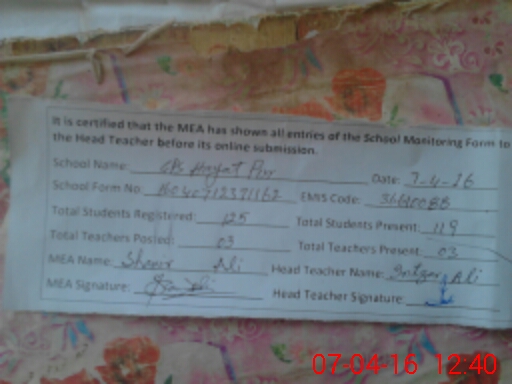 It is certified that the MEA has shown all entries of the School Monitoring Form to
the Head Teacher before its online submission.
School Name: GPS Hayat Pur Date: 7-4-16
School Form No. EMIS Code:
Total Students Registered: 125 Total Students Present: 119
Total Teachers Posted: 03 Total Teachers Present: 03
MEA Name: Ali Head Teacher Name: Ali
MEA Signature: Head Teacher Signature
07-04-16 12:40